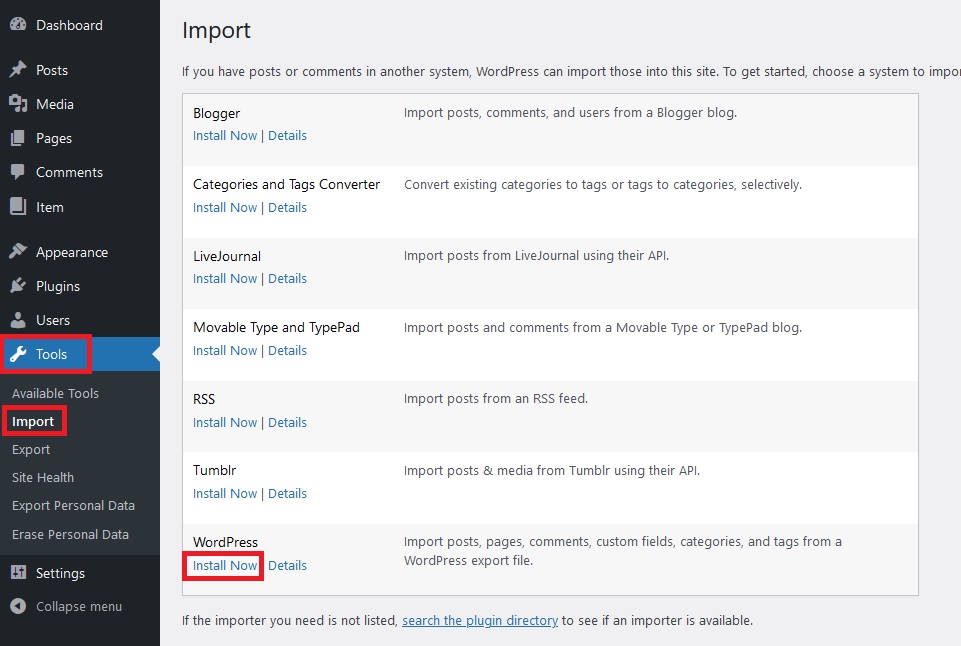 Dashboard
Posts
Media
Pages
Comments
Item
Appearance
Plugins
Users
Tools
Available Tools
Import
Export
Site Health
Export Personal Data
Erase Personal Data
Settings
Collapse menu
Import
If you have posts or comments in another system, WordPress can import those into this site. To get started, choose a system to impor
Blogger
Install Now | Details
Import posts, comments, and users from a Blogger blog.
Categories and Tags Converter
Install Now | Details
Convert existing categories to tags or tags to categories, selectively.
LiveJournal
Install Now | Details
Import posts from LiveJournal using their API.
Movable Type and TypePad
Install Now | Details
Import posts and comments from a Movable Type or TypePad blog.
RSS
Install Now | Details
Import posts from an RSS feed.
Tumblr
Install Now | Details
Import posts & media from Tumblr using their API.
WordPress
Install Now Details
Import posts, pages, comments, custom fields, categories, and tags from a
WordPress export file.
If the importer you need is not listed, search the plugin directory to see if an importer is available.